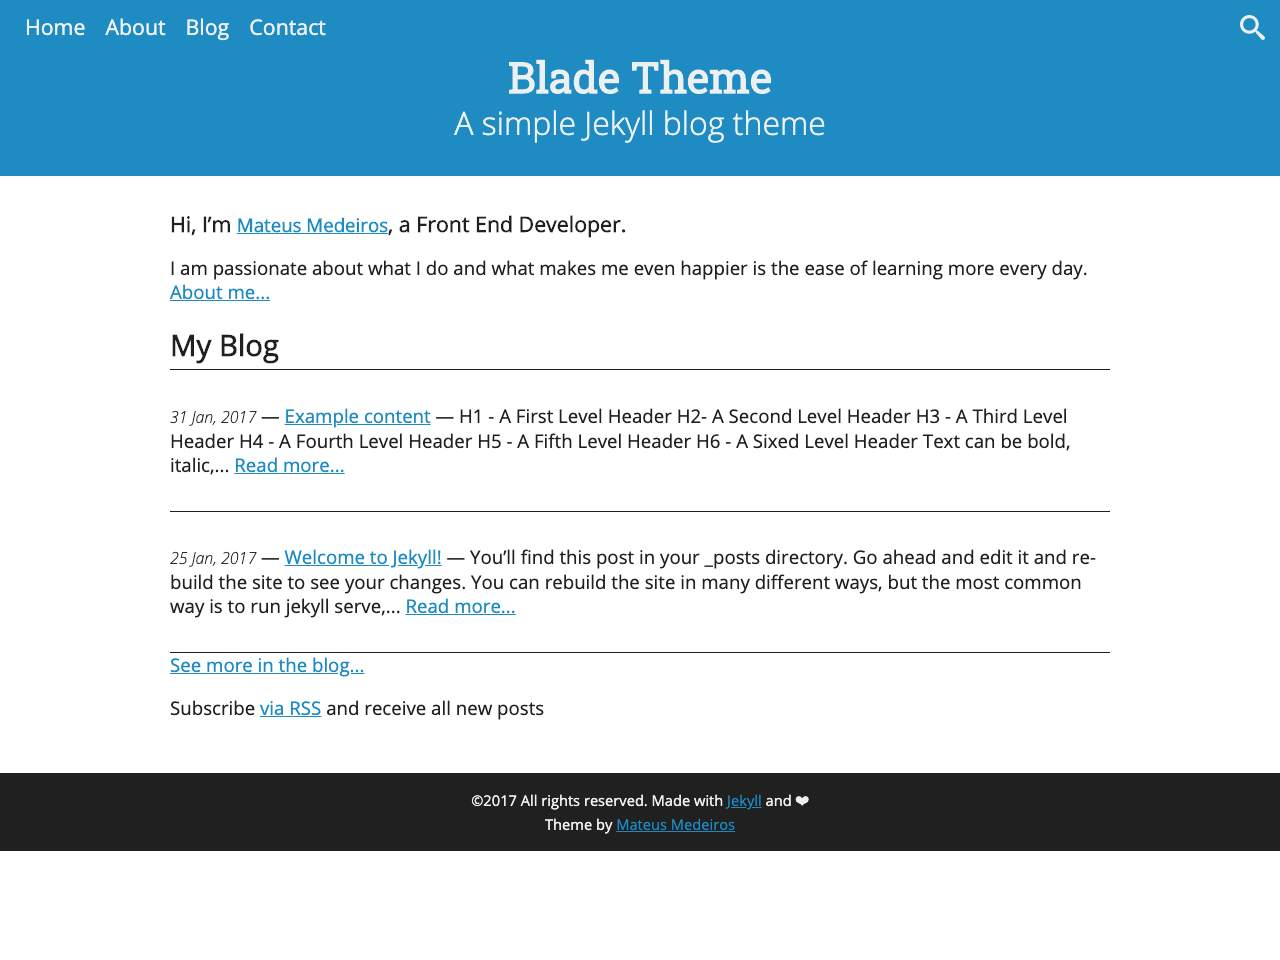 Home About Blog Contact
Blade Theme
A simple Jekyll blog theme
Hi, I’m Mateus Medeiros, a Front End Developer.
I am passionate about what I do and what makes me even happier is the ease of learning more every day.
About me...
My Blog
31 Jan, 2017 — Example content — H1 - A First Level Header H2- A Second Level Header H3 - A Third Level
Header H4 - A Fourth Level Header H5 - A Fifth Level Header H6 - A Sixed Level Header Text can be bold,
italic,... Read more...
25 Jan, 2017 — Welcome to Jekyll! — You’ll find this post in your _posts directory. Go ahead and edit it and re-
build the site to see your changes. You can rebuild the site in many different ways, but the most common
way is to run jekyll serve,... Read more...
See more in the blog...
Subscribe via RSS and receive all new posts
©2017 All rights reserved. Made with Jekyll and ❤
Theme by Mateus Medeiros